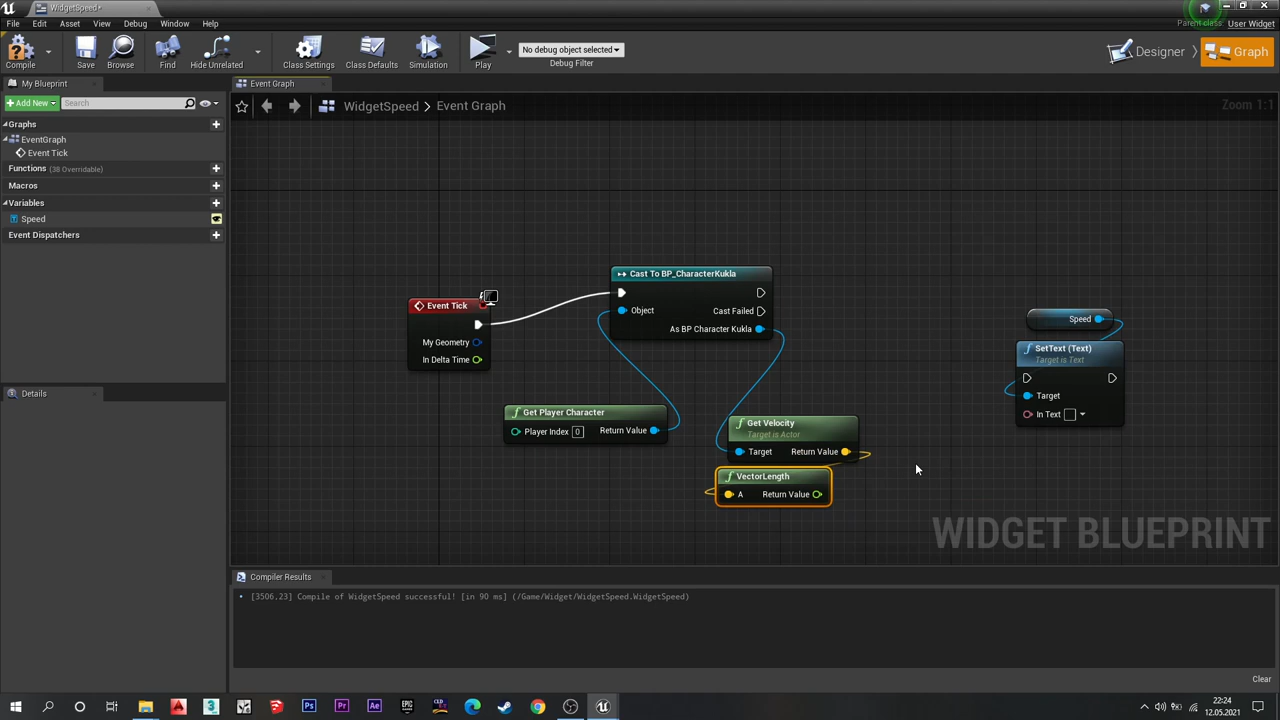 WidgetSpeed*
File Edit Asset View Debug Window Help
Parent class: User Widget
Compile Save Browse Find Hide Unrelated Class Settings Class Defaults Simulation Play
No debug object selected
Debug Filter
Designer Graph
My Blueprint
Add New Search
Graphs
EventGraph
Event Tick
Functions (38 Overridable)
Macros
Variables
Speed
Event Dispatchers
Details
Event Graph
WidgetSpeed > Event Graph
Zoom 1:1
Cast To BP_CharacterKukla
Object
Cast Failed
As BP Character Kukla
Event Tick
My Geometry
In Delta Time
Get Player Character
Player Index 0 Return Value
Get Velocity
Target is Actor
Target Return Value
VectorLength
A Return Value
Speed
SetText (Text)
Target is Text
Target
In Text
WIDGET BLUEPRINT
Compiler Results
[3506,23] Compile of WidgetSpeed successful! [in 90 ms] (/Game/Widget/WidgetSpeed.WidgetSpeed)
Clear
22:24
12.05.2021